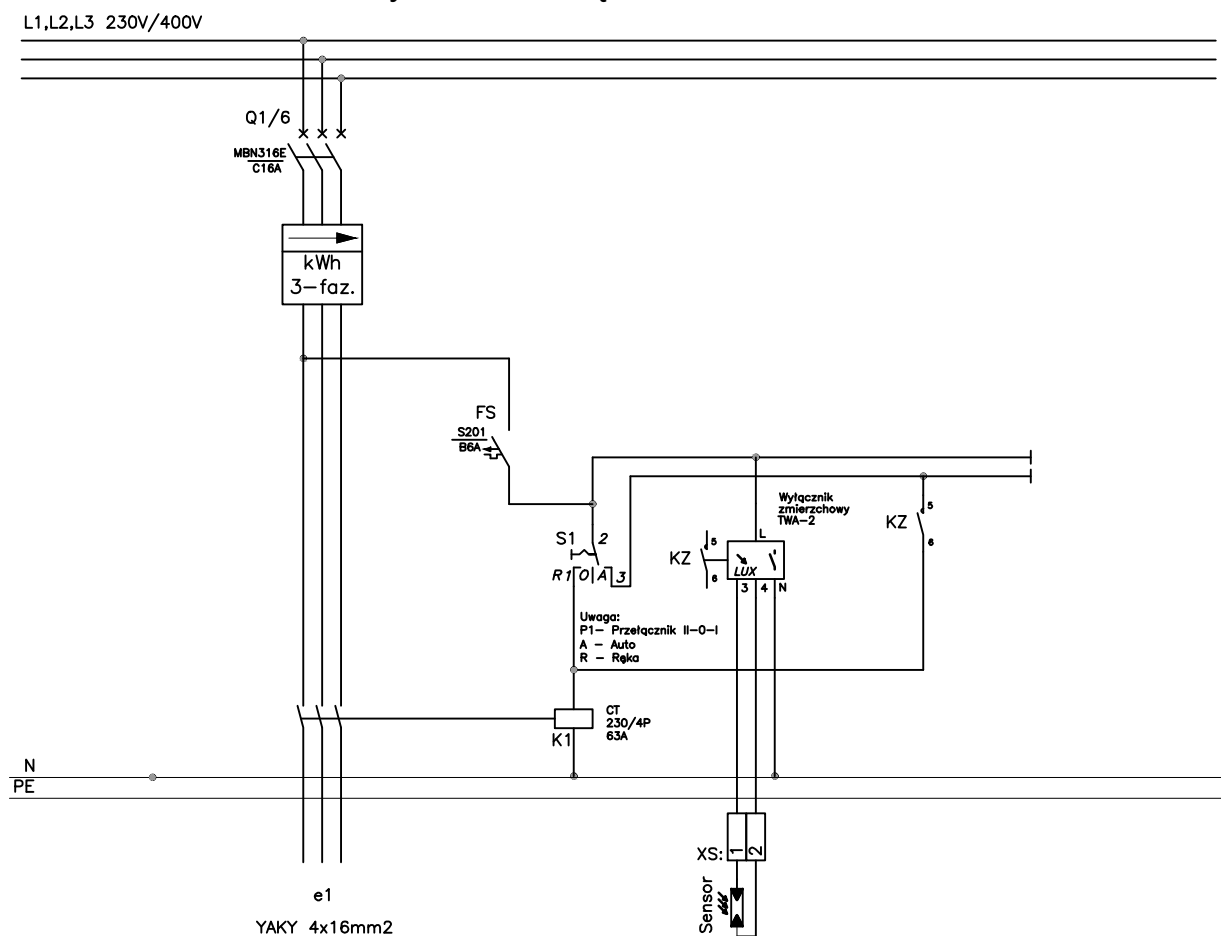 L1,L2,L3 230V/400V
Q1/6
MBN316E
C16A
kWh
3-faz.
FS
S201
B6A
Wyłącznik
zmierzchowy
TWA-2
KZ
5
6
S1
2
R 1 0 A 3
KZ
5
6
L
LUX
3 4 N
Uwaga:
P1- Przełącznik II-0-I
A - Auto
R - Ręka
CT
230/4P
63A
K1
N
PE
XS:
1
2
Sensor
e1
YAKY 4x16mm2